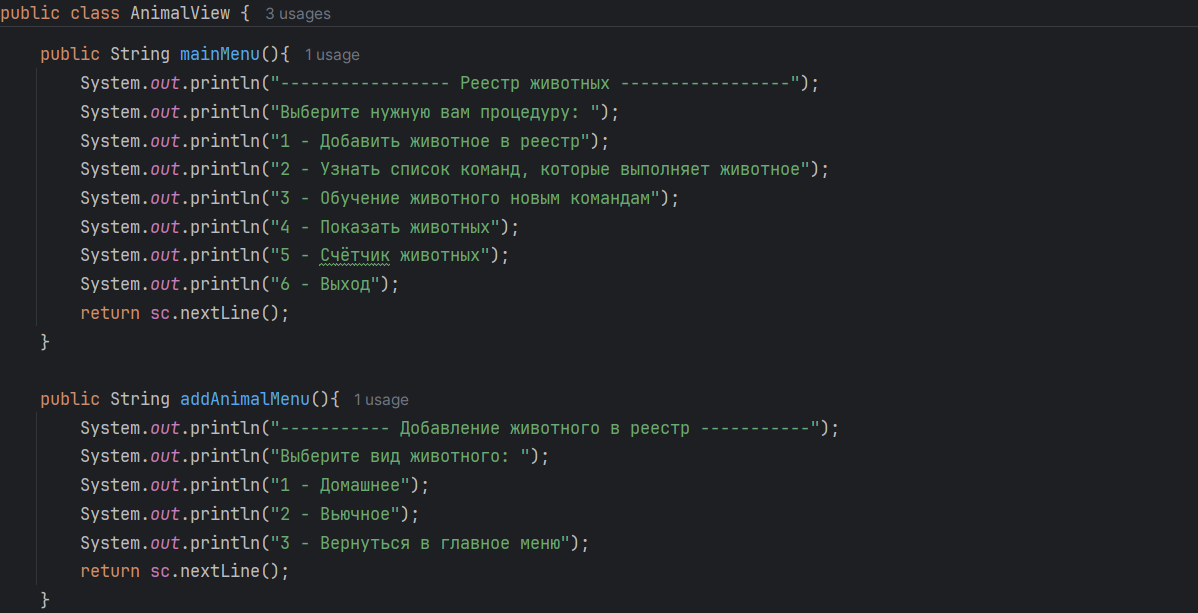 public class AnimalView {  3 usages
public String mainMenu(){  1 usage
System.out.println("----------------- Реестр животных -----------------");
System.out.println("Выберите нужную вам процедуру: ");
System.out.println("1 - Добавить животное в реестр");
System.out.println("2 - Узнать список команд, которые выполняет животное");
System.out.println("3 - Обучение животного новым командам");
System.out.println("4 - Показать животных");
System.out.println("5 - Счётчик животных");
System.out.println("6 - Выход");
return sc.nextLine();
}
public String addAnimalMenu(){  1 usage
System.out.println("----------- Добавление животного в реестр -----------");
System.out.println("Выберите вид животного: ");
System.out.println("1 - Домашнее");
System.out.println("2 - Вьючное");
System.out.println("3 - Вернуться в главное меню");
return sc.nextLine();
}